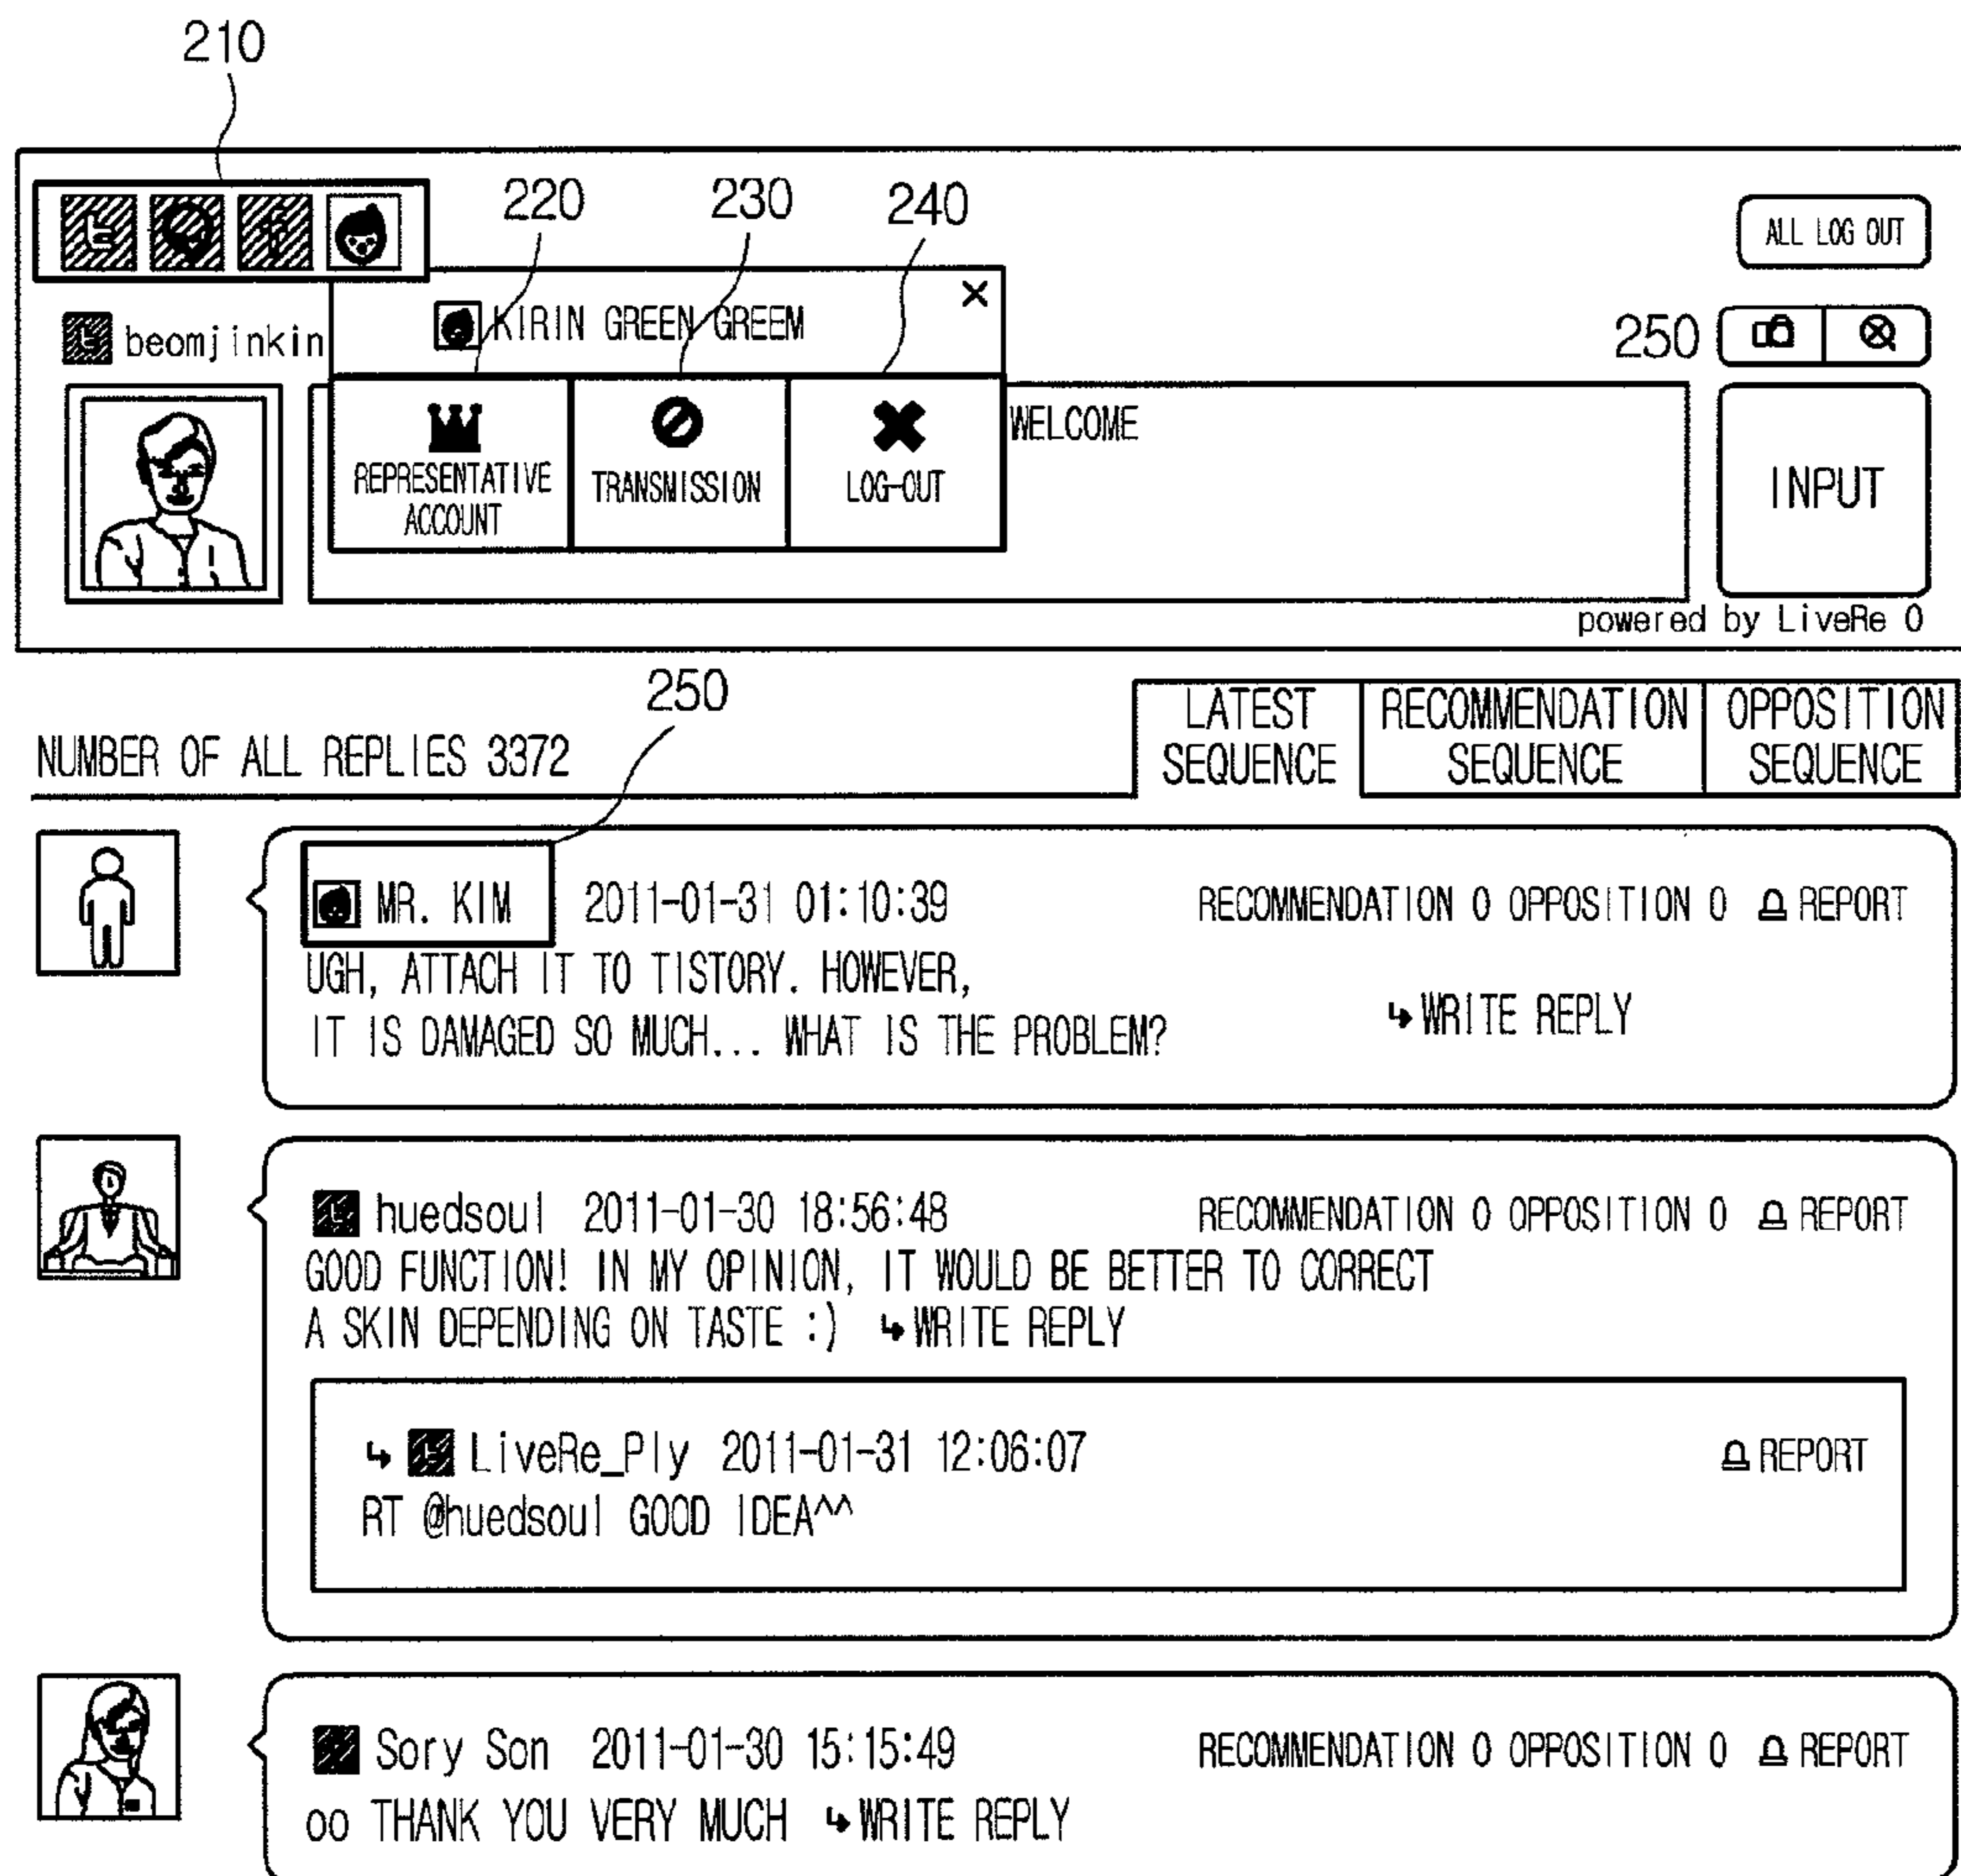 210
220 230 240
ALL LOG OUT
beomjinkin
KIRIN GREEN GREEM
250
REPRESENTATIVE
ACCOUNT
TRANSMISSION
LOG-OUT
WELCOME
INPUT
powered by LiveRe 0
250
NUMBER OF ALL REPLIES 3372
LATEST
SEQUENCE
RECOMMENDATION
SEQUENCE
OPPOSITION
SEQUENCE
MR. KIM 2011-01-31 01:10:39 RECOMMENDATION 0 OPPOSITION 0 REPORT
UGH, ATTACH IT TO TISTORY. HOWEVER,
IT IS DAMAGED SO MUCH... WHAT IS THE PROBLEM?
↳ WRITE REPLY
huedsoul 2011-01-30 18:56:48 RECOMMENDATION 0 OPPOSITION 0 REPORT
GOOD FUNCTION! IN MY OPINION, IT WOULD BE BETTER TO CORRECT
A SKIN DEPENDING ON TASTE :) ↳ WRITE REPLY
↳ LiveRe_Ply 2011-01-31 12:06:07 REPORT
RT @huedsoul GOOD IDEA^^
Sory Son 2011-01-30 15:15:49 RECOMMENDATION 0 OPPOSITION 0 REPORT
oo THANK YOU VERY MUCH ↳ WRITE REPLY